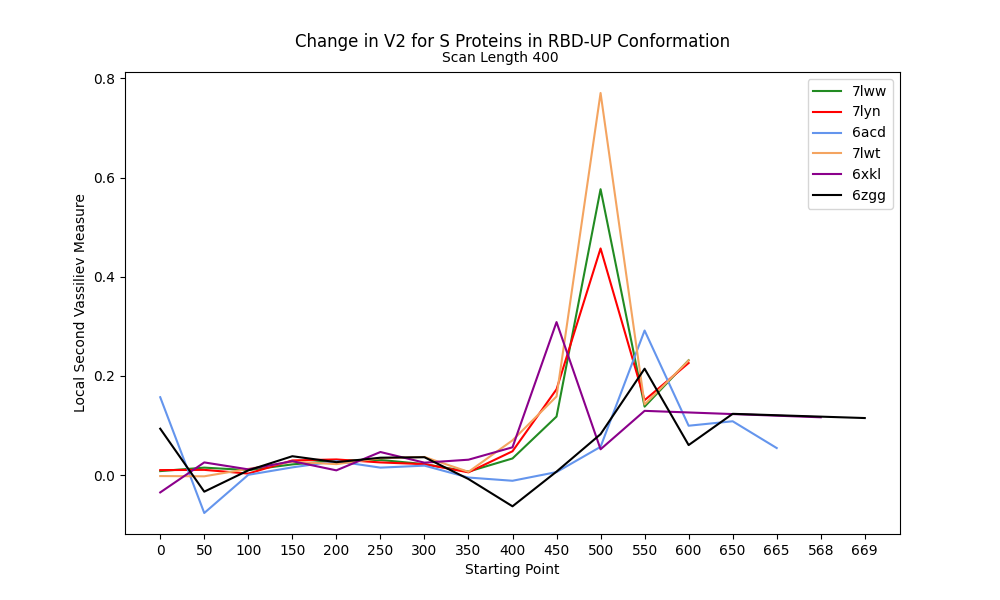 Change in V2 for S Proteins in RBD-UP Conformation
Scan Length 400
0.8
0.6
0.4
0.2
0.0
Local Second Vassiliev Measure
7lww
7lyn
6acd
7lwt
6xkl
6zgg
0 50 100 150 200 250 300 350 400 450 500 550 600 650 665 568 669
Starting Point